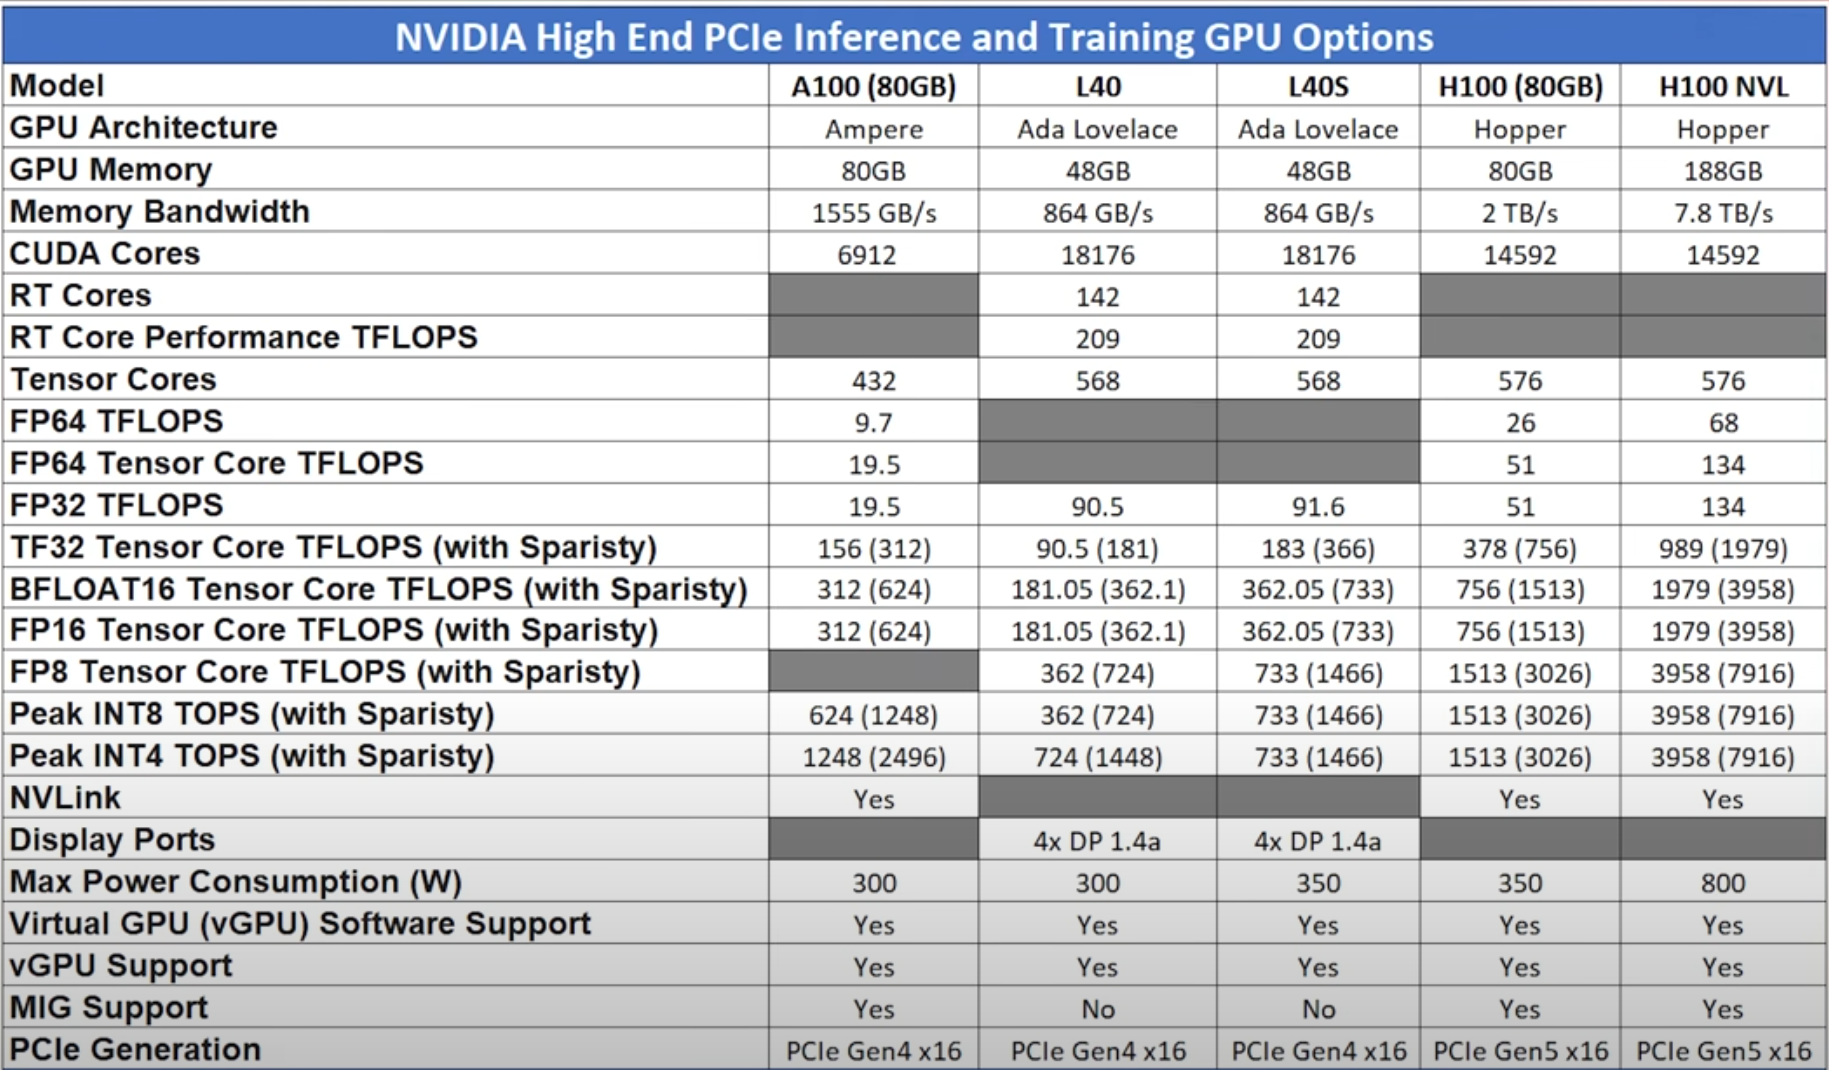 NVIDIA High End PCIe Inference and Training GPU Options
Model A100 (80GB) L40 L40S H100 (80GB) H100 NVL
GPU Architecture Ampere Ada Lovelace Ada Lovelace Hopper Hopper
GPU Memory 80GB 48GB 48GB 80GB 188GB
Memory Bandwidth 1555 GB/s 864 GB/s 864 GB/s 2 TB/s 7.8 TB/s
CUDA Cores 6912 18176 18176 14592 14592
RT Cores 142 142
RT Core Performance TFLOPS 209 209
Tensor Cores 432 568 568 576 576
FP64 TFLOPS 9.7 26 68
FP64 Tensor Core TFLOPS 19.5 51 134
FP32 TFLOPS 19.5 90.5 91.6 51 134
TF32 Tensor Core TFLOPS (with Sparisty) 156 (312) 90.5 (181) 183 (366) 378 (756) 989 (1979)
BFLOAT16 Tensor Core TFLOPS (with Sparisty) 312 (624) 181.05 (362.1) 362.05 (733) 756 (1513) 1979 (3958)
FP16 Tensor Core TFLOPS (with Sparisty) 312 (624) 181.05 (362.1) 362.05 (733) 756 (1513) 1979 (3958)
FP8 Tensor Core TFLOPS (with Sparisty) 362 (724) 733 (1466) 1513 (3026) 3958 (7916)
Peak INT8 TOPS (with Sparisty) 624 (1248) 362 (724) 733 (1466) 1513 (3026) 3958 (7916)
Peak INT4 TOPS (with Sparisty) 1248 (2496) 724 (1448) 733 (1466) 1513 (3026) 3958 (7916)
NVLink Yes Yes Yes
Display Ports 4x DP 1.4a 4x DP 1.4a
Max Power Consumption (W) 300 300 350 350 800
Virtual GPU (vGPU) Software Support Yes Yes Yes Yes Yes
vGPU Support Yes Yes Yes Yes Yes
MIG Support Yes No No Yes Yes
PCIe Generation PCIe Gen4 x16 PCIe Gen4 x16 PCIe Gen4 x16 PCIe Gen5 x16 PCIe Gen5 x16